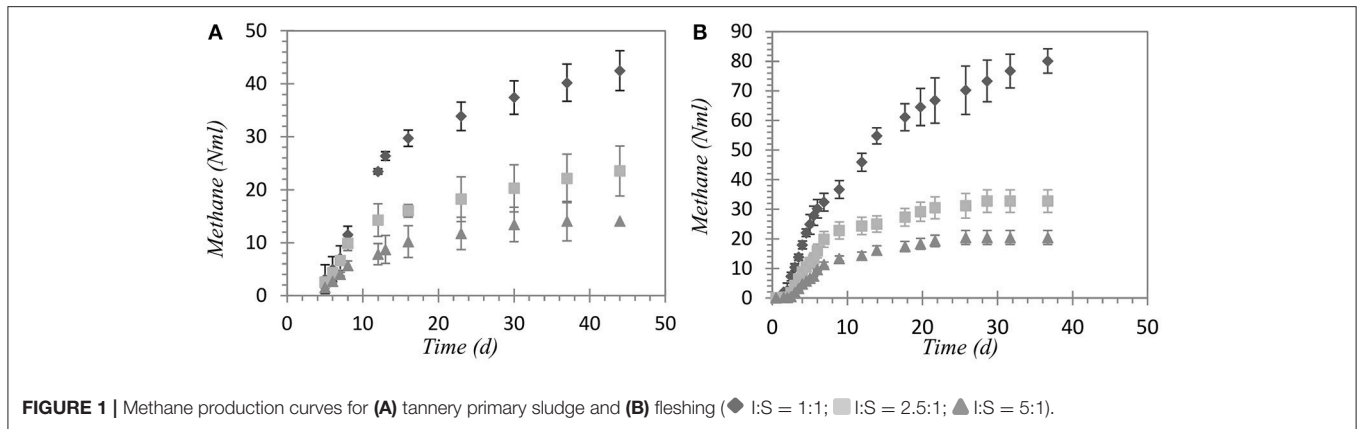 A
50
40
30
20
10
0
Methane (Nml)
0 10 20 30 40 50
Time (d)
B
90
80
70
60
50
40
30
20
10
0
Methane (Nml)
0 10 20 30 40 50
Time (d)
FIGURE 1 | Methane production curves for (A) tannery primary sludge and (B) fleshing (◆ I:S = 1:1; ■ I:S = 2.5:1; ▲ I:S = 5:1).